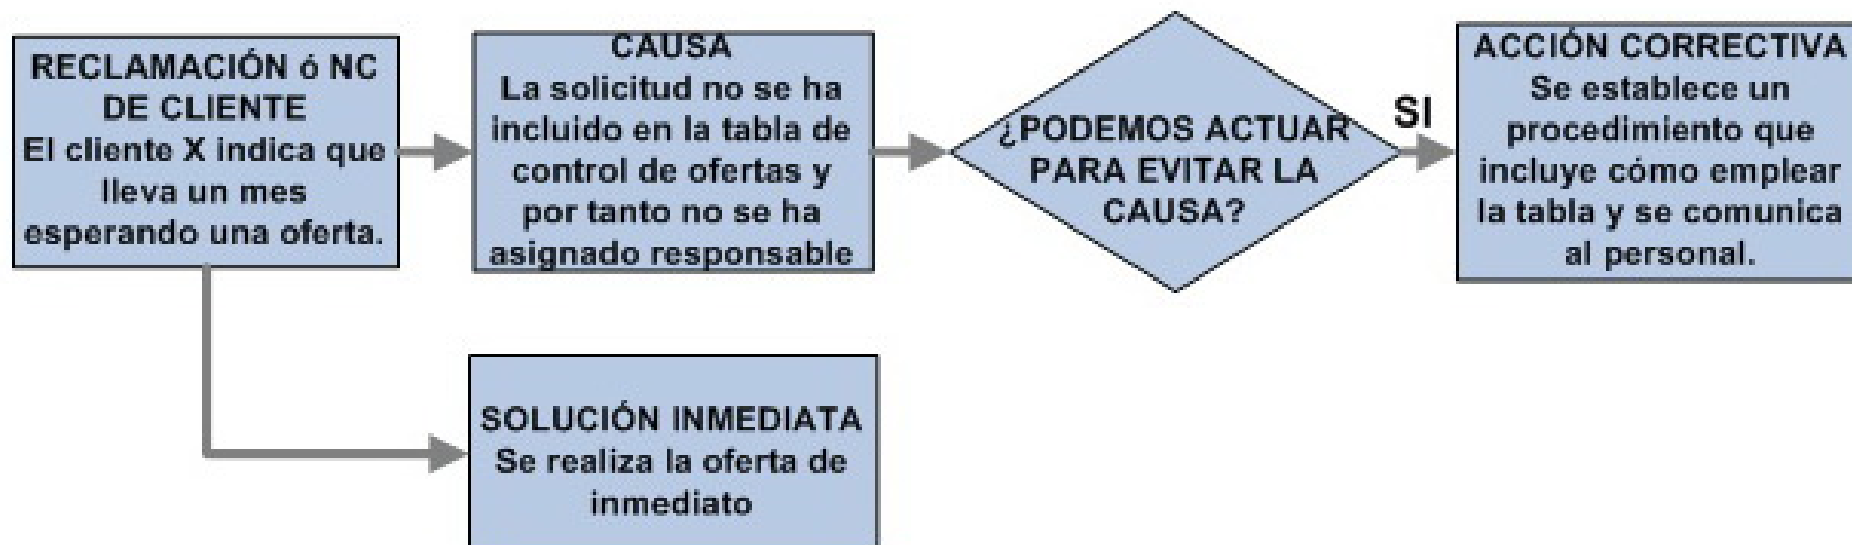 RECLAMACIÓN ó NC
DE CLIENTE
El cliente X indica que
lleva un mes
esperando una oferta.
CAUSA
La solicitud no se ha
incluido en la tabla de
control de ofertas y
por tanto no se ha
asignado responsable
¿PODEMOS ACTUAR
PARA EVITAR LA
CAUSA?
SI
ACCIÓN CORRECTIVA
Se establece un
procedimiento que
incluye cómo emplear
la tabla y se comunica
al personal.
SOLUCIÓN INMEDIATA
Se realiza la oferta de
inmediato